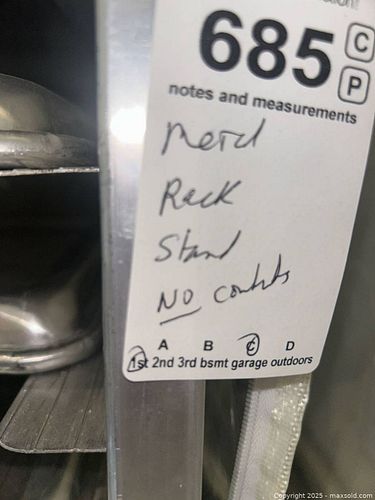 685 C
P
notes and measurements
Metal
Rack
Stand
NO contents
A B C D
1st 2nd 3rd bsmt garage outdoors
Copyright 2025 - maxsold.com